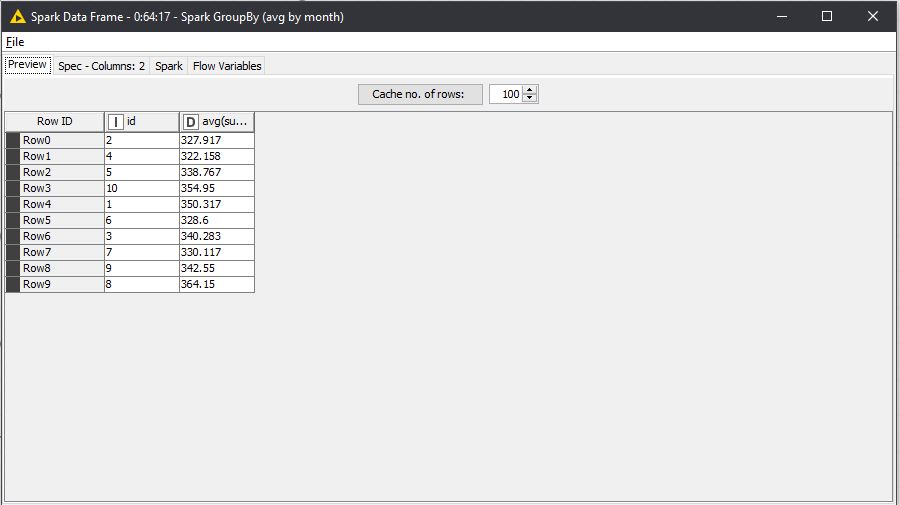 Spark Data Frame - 0:64:17 - Spark GroupBy (avg by month)
File
Preview Spec - Columns: 2 Spark Flow Variables
Cache no. of rows: 100
Row ID I id D avg(su...
Row0 2 327.917
Row1 4 322.158
Row2 5 338.767
Row3 10 354.95
Row4 1 350.317
Row5 6 328.6
Row6 3 340.283
Row7 7 330.117
Row8 9 342.55
Row9 8 364.15